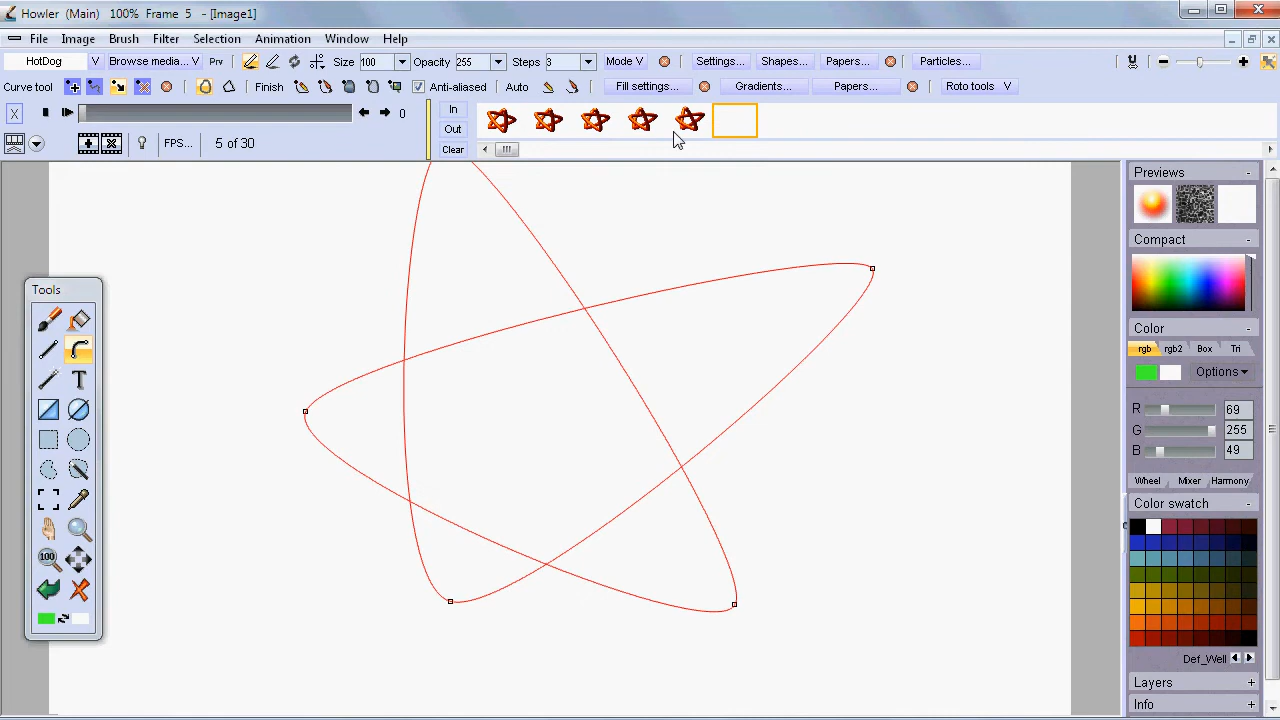 Howler (Main) 100% Frame 5 - [Image1]
File Image Brush Filter Selection Animation Window Help
HotDog Browse media... Prv Size 100 Opacity 255 Steps 3 Mode Settings... Shapes... Papers... Particles...
Curve tool Finish Anti-aliased Auto Fill settings... Gradients... Papers... Roto tools
X 0 In
Out
FPS... 5 of 30 Clear
Previews -
Compact -
Color -
rgb rgb2 Box Tri
Options
R 69
G 255
B 49
Wheel Mixer Harmony
Color swatch -
Def_Well
Layers +
Info +
Tools
T
100